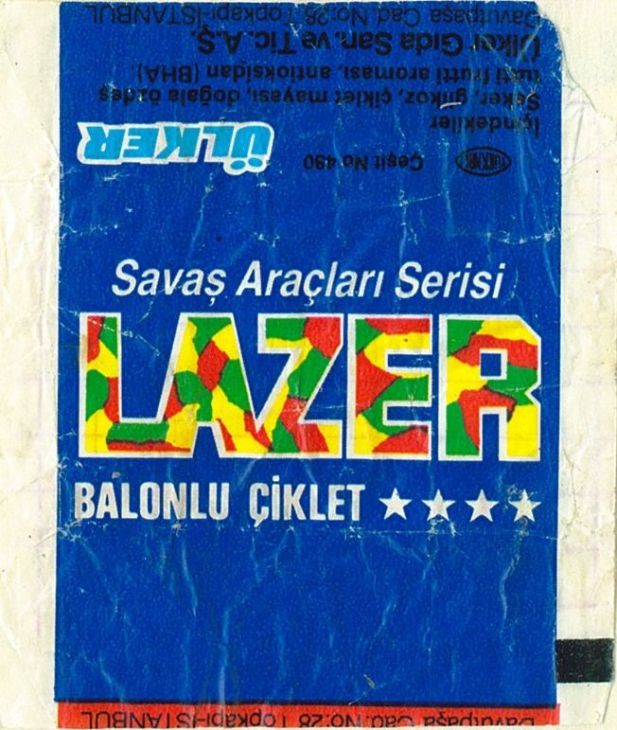 Davutpaşa Cad. No:28, Topkapı-İSTANBUL
Ülker Gıda San. ve Tic. A.Ş.
tutti frutti aroması, antioksidan (BHA).
Şeker, glikoz, çiklet mayası, doğala özdeş
İçindekiler
ÜLKER Çeşit No 480
Savaş Araçları Serisi
LAZER
BALONLU ÇİKLET
Davutpaşa Cad. No:28 Topkapı-İSTANBUL